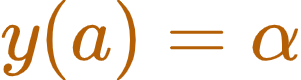 y(a) = α